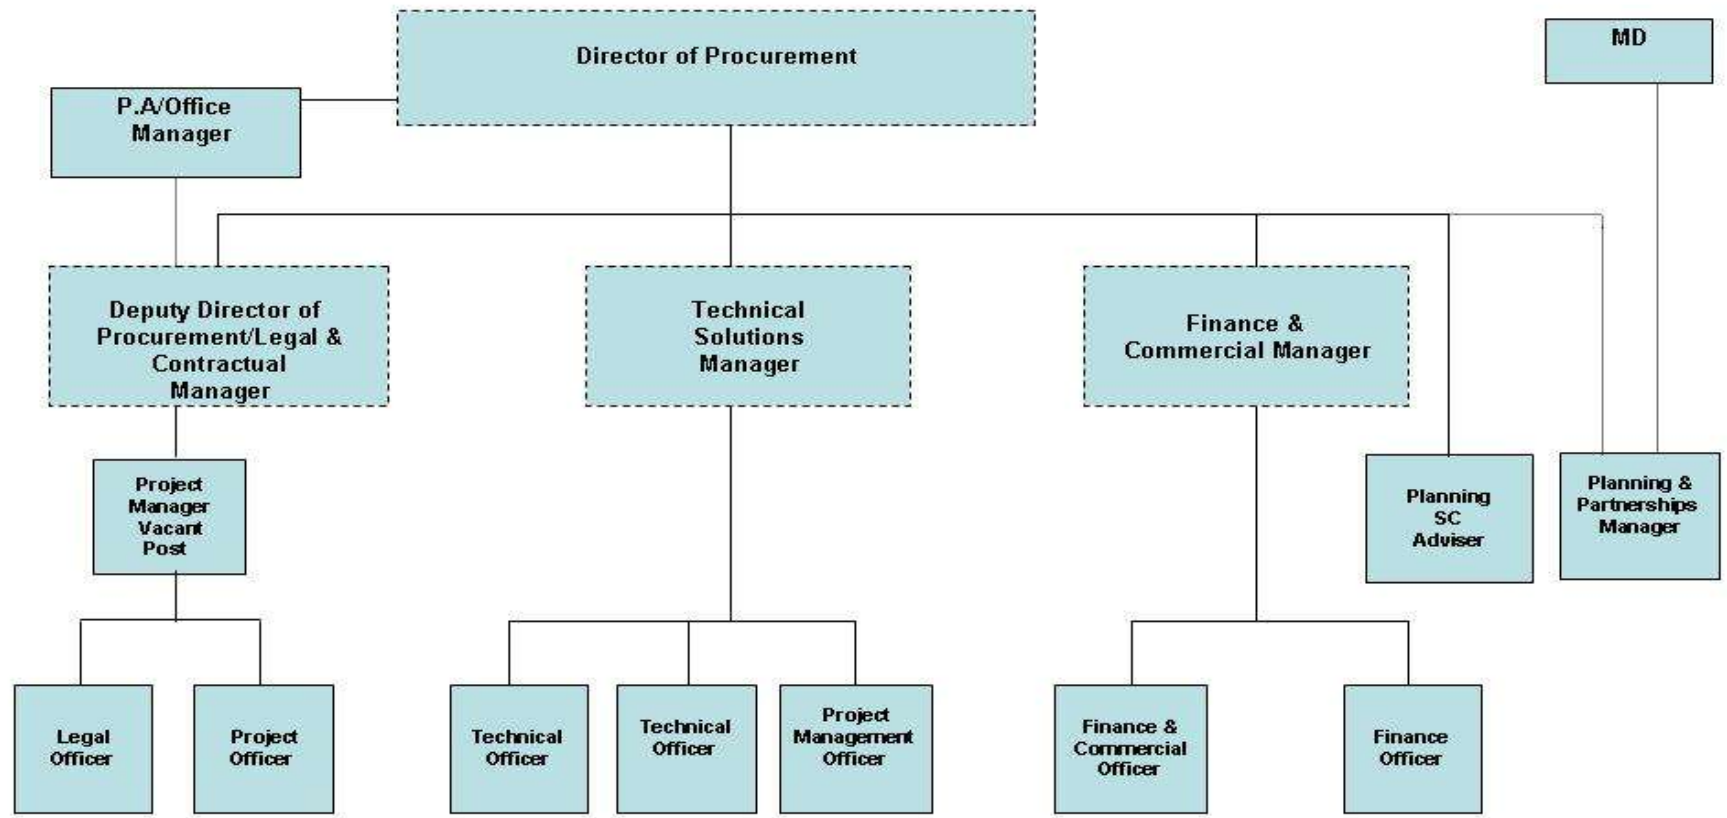 Director of Procurement
MD
P.A/Office
Manager
Deputy Director of
Procurement/Legal &
Contractual
Manager
Technical
Solutions
Manager
Finance &
Commercial Manager
Project
Manager
Vacant
Post
Planning
SC
Adviser
Planning &
Partnerships
Manager
Legal
Officer
Project
Officer
Technical
Officer
Technical
Officer
Project
Management
Officer
Finance &
Commercial
Officer
Finance
Officer